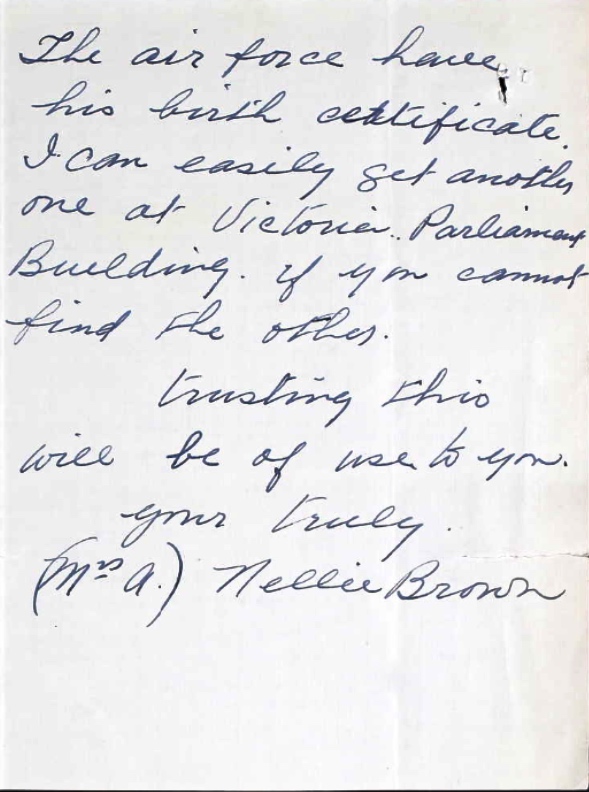 The air force have
his birth certificate.
I can easily get another
one at Victoria. Parliament
Building. if you cannot
find the other.
trusting this
will be of use to you.
your truly.
(Mrs A.) Nellie Brown